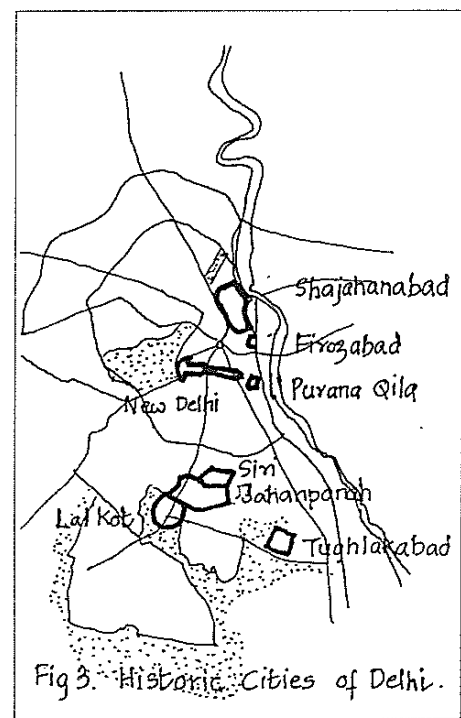 Shajahanabad
Firozabad
Purana Qila
New Delhi
Siri
Jahanpanah
Lal Kot
Tughlakabad
Fig 3. Historic Cities of Delhi.